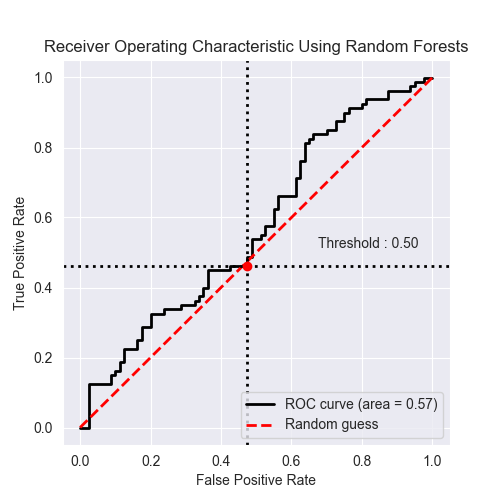 Receiver Operating Characteristic Using Random Forests
True Positive Rate
1.0
0.8
0.6
0.4
0.2
0.0
Threshold : 0.50
ROC curve (area = 0.57)
Random guess
0.0 0.2 0.4 0.6 0.8 1.0
False Positive Rate